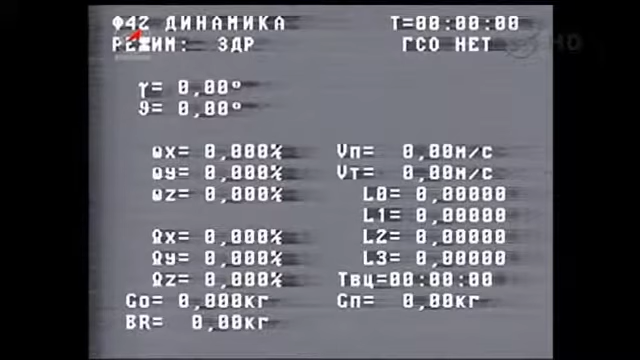 Ф42 ДИНАМИКА T=00:00:00
РЕЖИМ: ЗДР ГСО НЕТ
HD
γ= 0,00°
ϑ= 0,00°
ωx= 0,000% Vп= 0,00м/с
ωy= 0,000% Vт= 0,00м/с
ωz= 0,000% L0= 0,00000
L1= 0,00000
Ωx= 0,000% L2= 0,00000
Ωy= 0,000% L3= 0,00000
Ωz= 0,000% Tвц=00:00:00
Go= 0,000кг Gп= 0,00кг
BR= 0,00кг